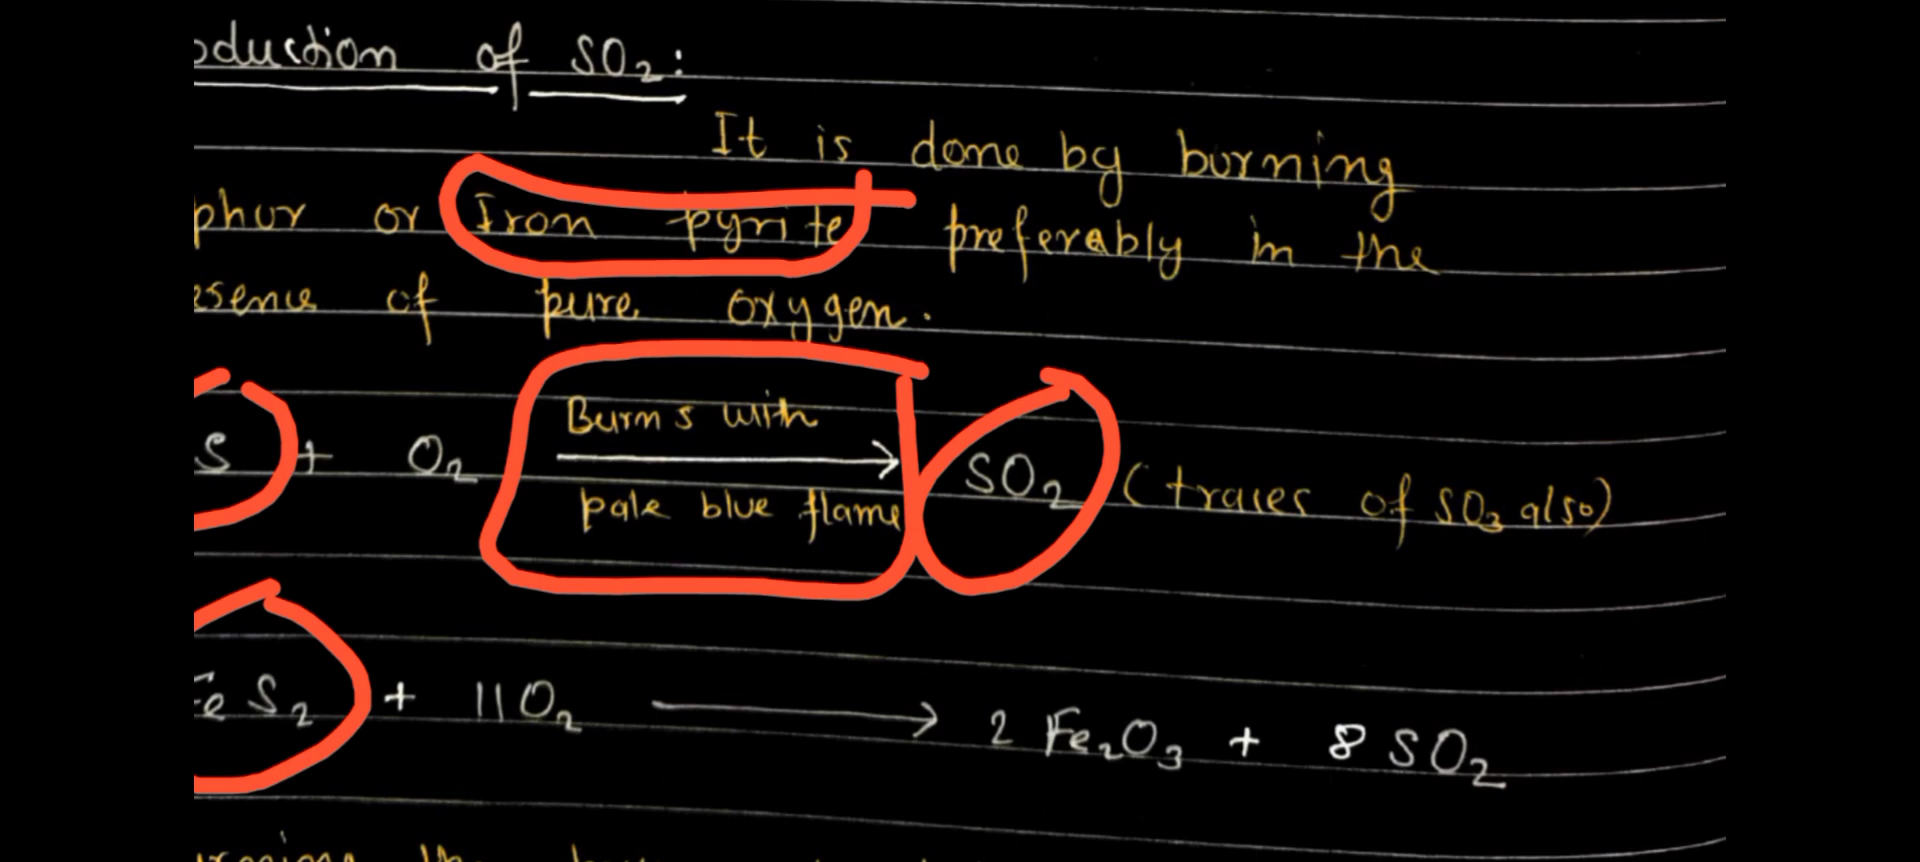 oduction of SO₂:
It is done by burning
phur or Iron pyrite preferably in the
esence of pure oxygen.
Burns with
S + O₂ → SO₂ (traces of SO₃ also)
pale blue flame
FeS₂ + 11O₂ → 2 Fe₂O₃ + 8 SO₂